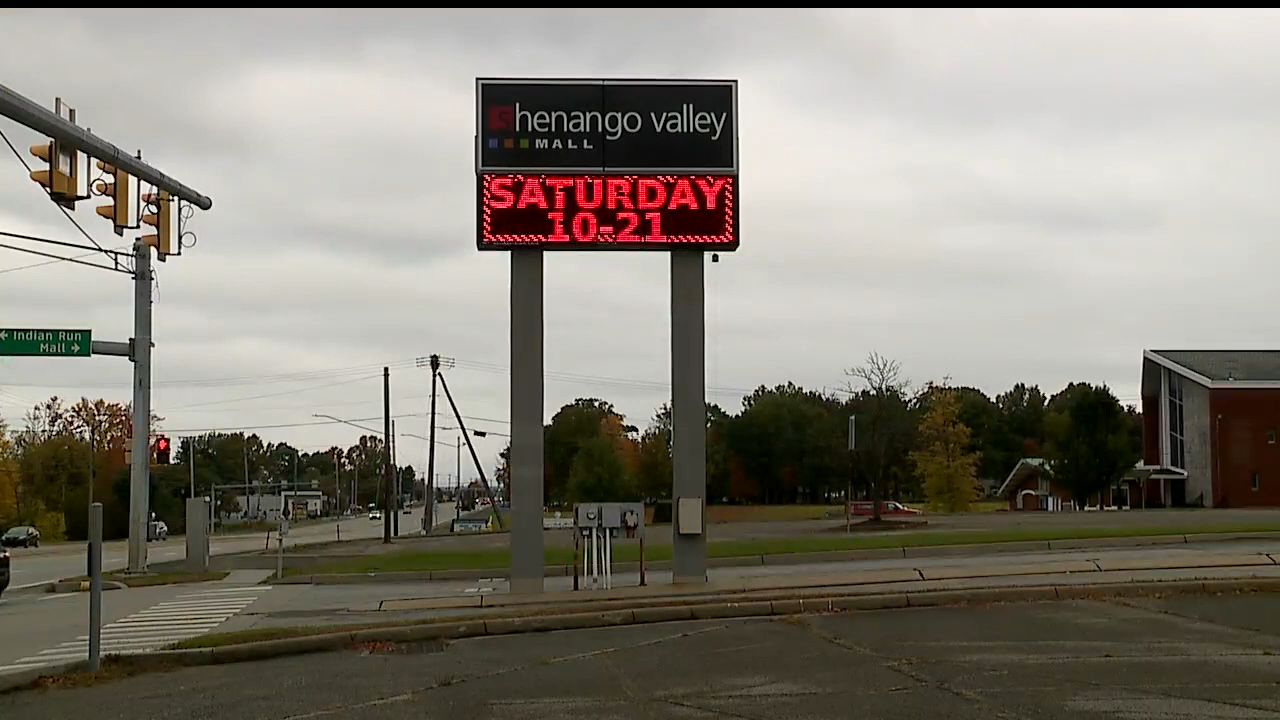 shenango valley
MALL
SATURDAY
10-21
← Indian Run
Mall →